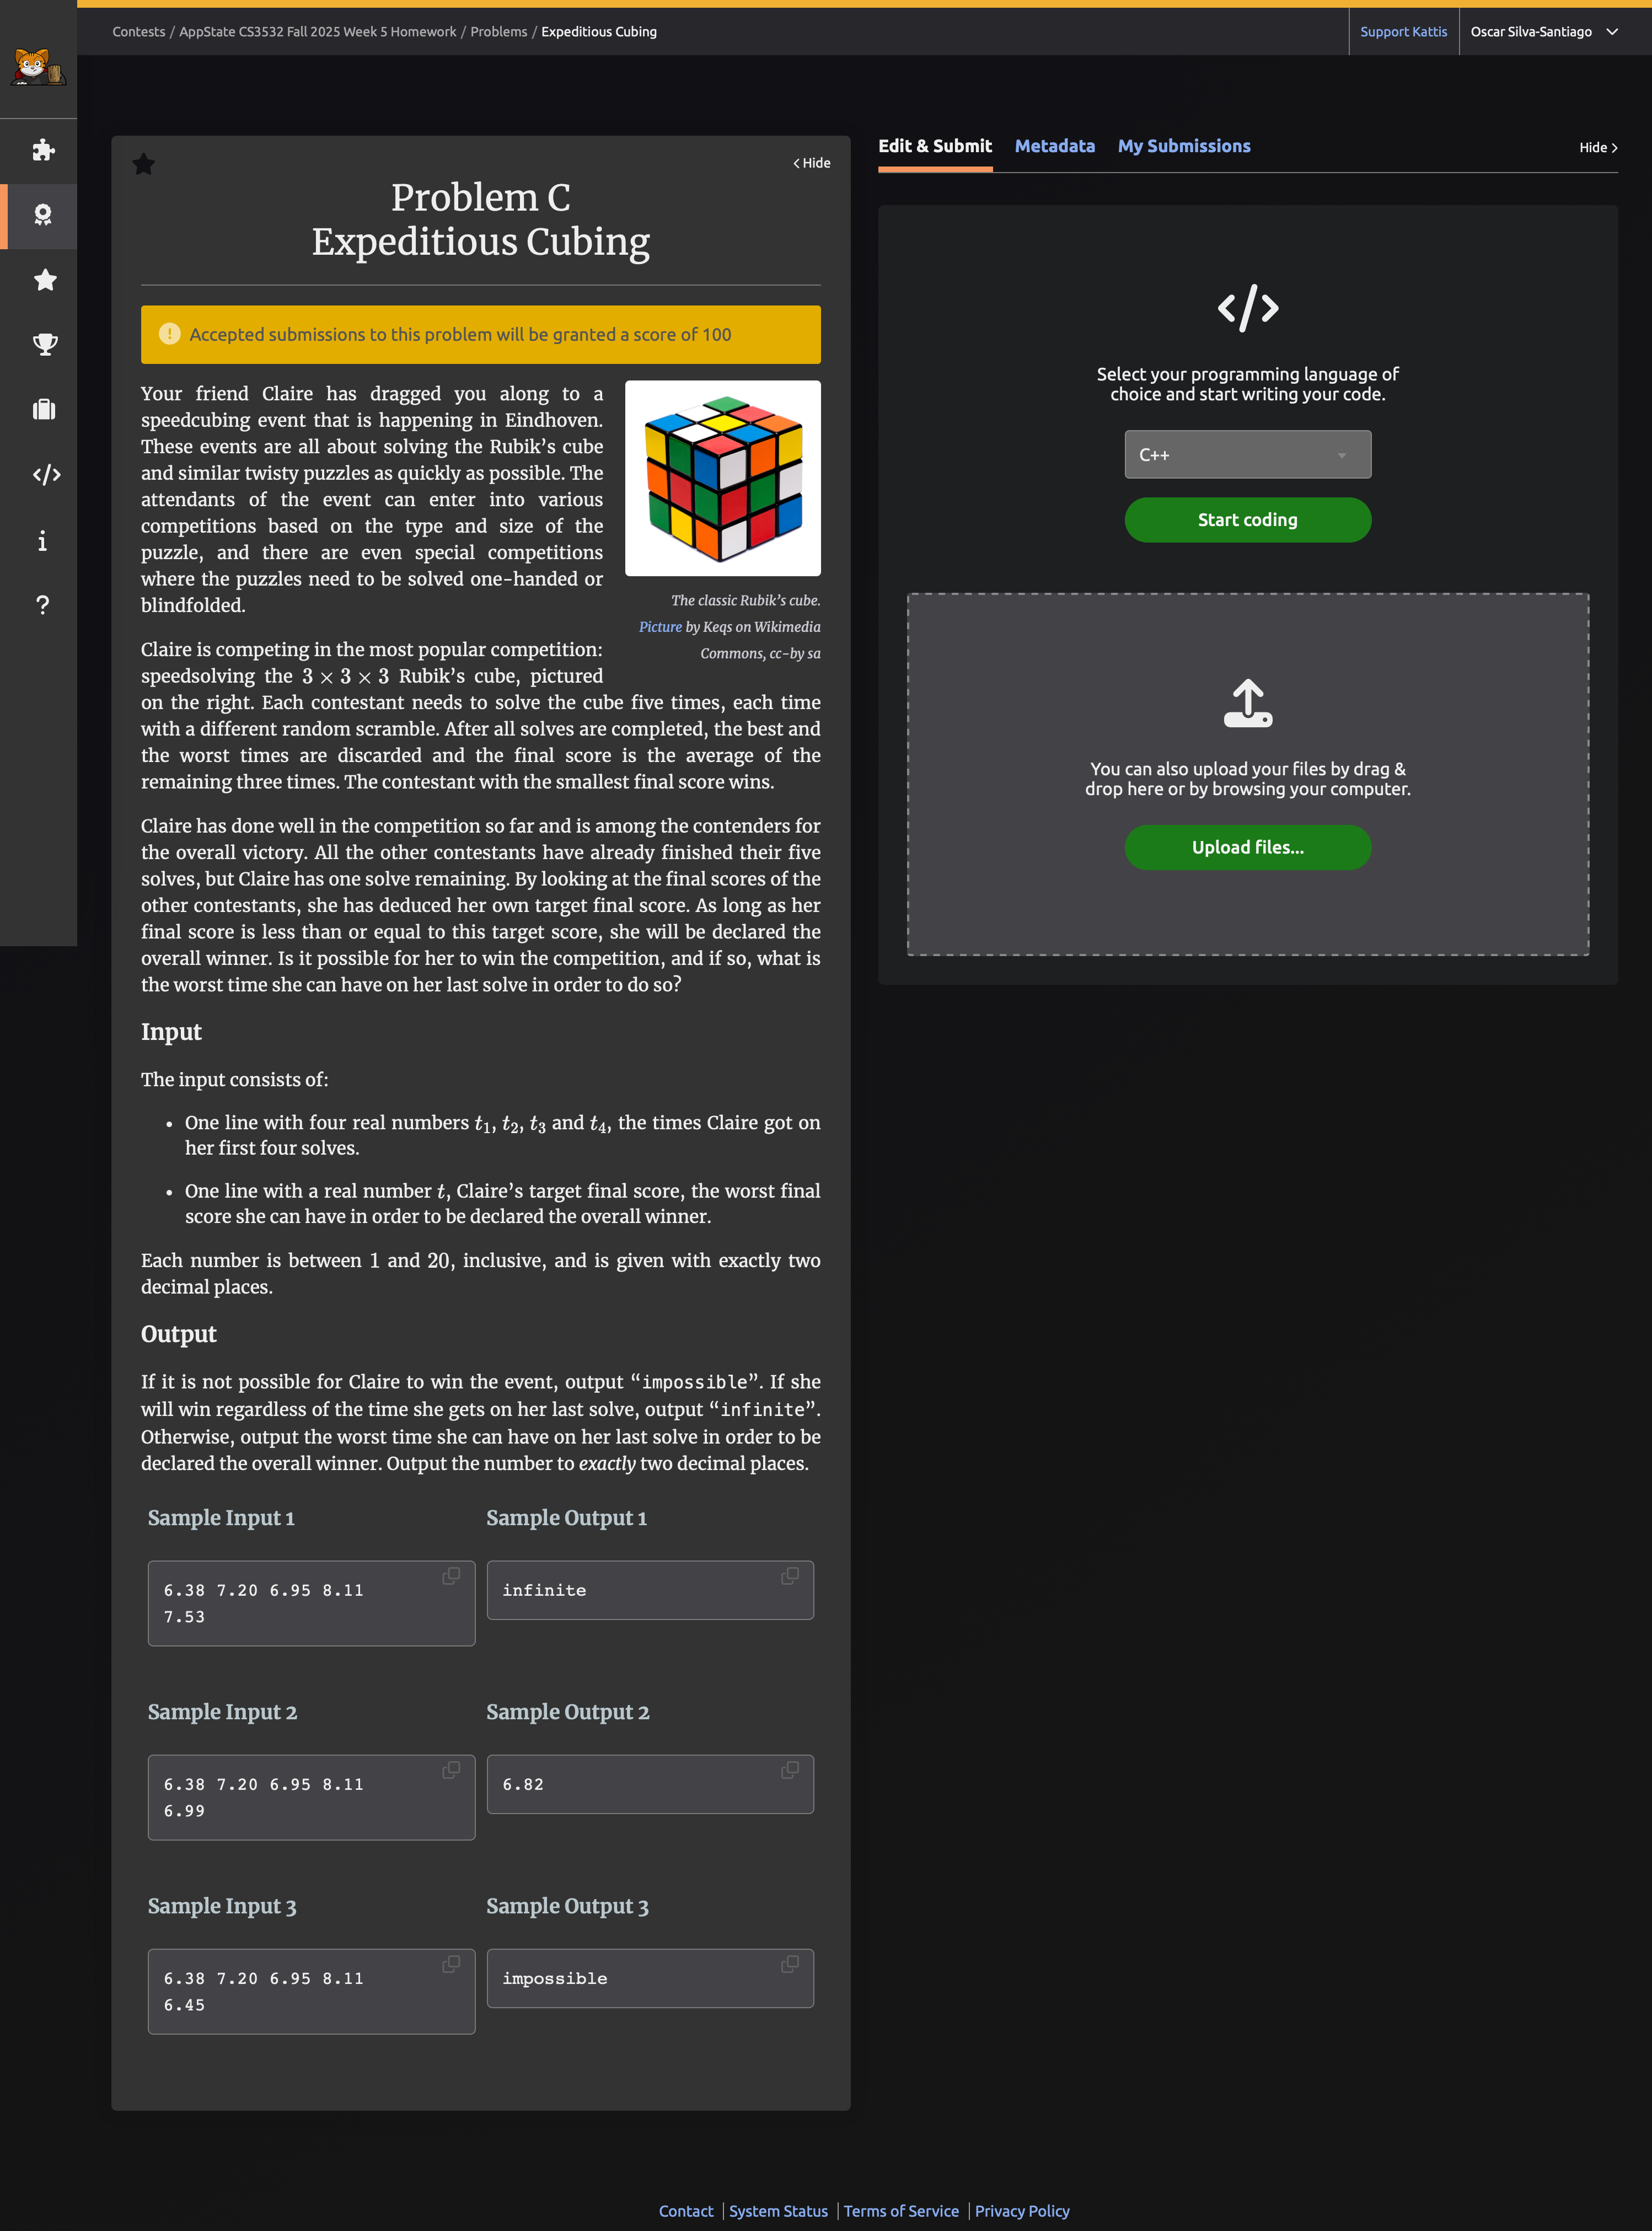 Contests / AppState CS3532 Fall 2025 Week 5 Homework / Problems / Expeditious Cubing
Support Kattis
Oscar Silva-Santiago
Hide
Problem C
Expeditious Cubing
Accepted submissions to this problem will be granted a score of 100
Your friend Claire has dragged you along to a
speedcubing event that is happening in Eindhoven.
These events are all about solving the Rubik’s cube
and similar twisty puzzles as quickly as possible. The
attendants of the event can enter into various
competitions based on the type and size of the
puzzle, and there are even special competitions
where the puzzles need to be solved one-handed or
blindfolded.
The classic Rubik’s cube.
Picture by Keqs on Wikimedia
Commons, cc-by sa
Claire is competing in the most popular competition:
speedsolving the 3 × 3 × 3 Rubik’s cube, pictured
on the right. Each contestant needs to solve the cube five times, each time
with a different random scramble. After all solves are completed, the best and
the worst times are discarded and the final score is the average of the
remaining three times. The contestant with the smallest final score wins.
Claire has done well in the competition so far and is among the contenders for
the overall victory. All the other contestants have already finished their five
solves, but Claire has one solve remaining. By looking at the final scores of the
other contestants, she has deduced her own target final score. As long as her
final score is less than or equal to this target score, she will be declared the
overall winner. Is it possible for her to win the competition, and if so, what is
the worst time she can have on her last solve in order to do so?
Input
The input consists of:
• One line with four real numbers t₁, t₂, t₃ and t₄, the times Claire got on
her first four solves.
• One line with a real number t, Claire’s target final score, the worst final
score she can have in order to be declared the overall winner.
Each number is between 1 and 20, inclusive, and is given with exactly two
decimal places.
Output
If it is not possible for Claire to win the event, output “impossible”. If she
will win regardless of the time she gets on her last solve, output “infinite”.
Otherwise, output the worst time she can have on her last solve in order to be
declared the overall winner. Output the number to exactly two decimal places.
Sample Input 1
Sample Output 1
6.38 7.20 6.95 8.11
7.53
infinite
Sample Input 2
Sample Output 2
6.38 7.20 6.95 8.11
6.99
6.82
Sample Input 3
Sample Output 3
6.38 7.20 6.95 8.11
6.45
impossible
Edit & Submit
Metadata
My Submissions
Hide
</>
Select your programming language of
choice and start writing your code.
C++
Start coding
You can also upload your files by drag &
drop here or by browsing your computer.
Upload files...
Contact | System Status | Terms of Service | Privacy Policy